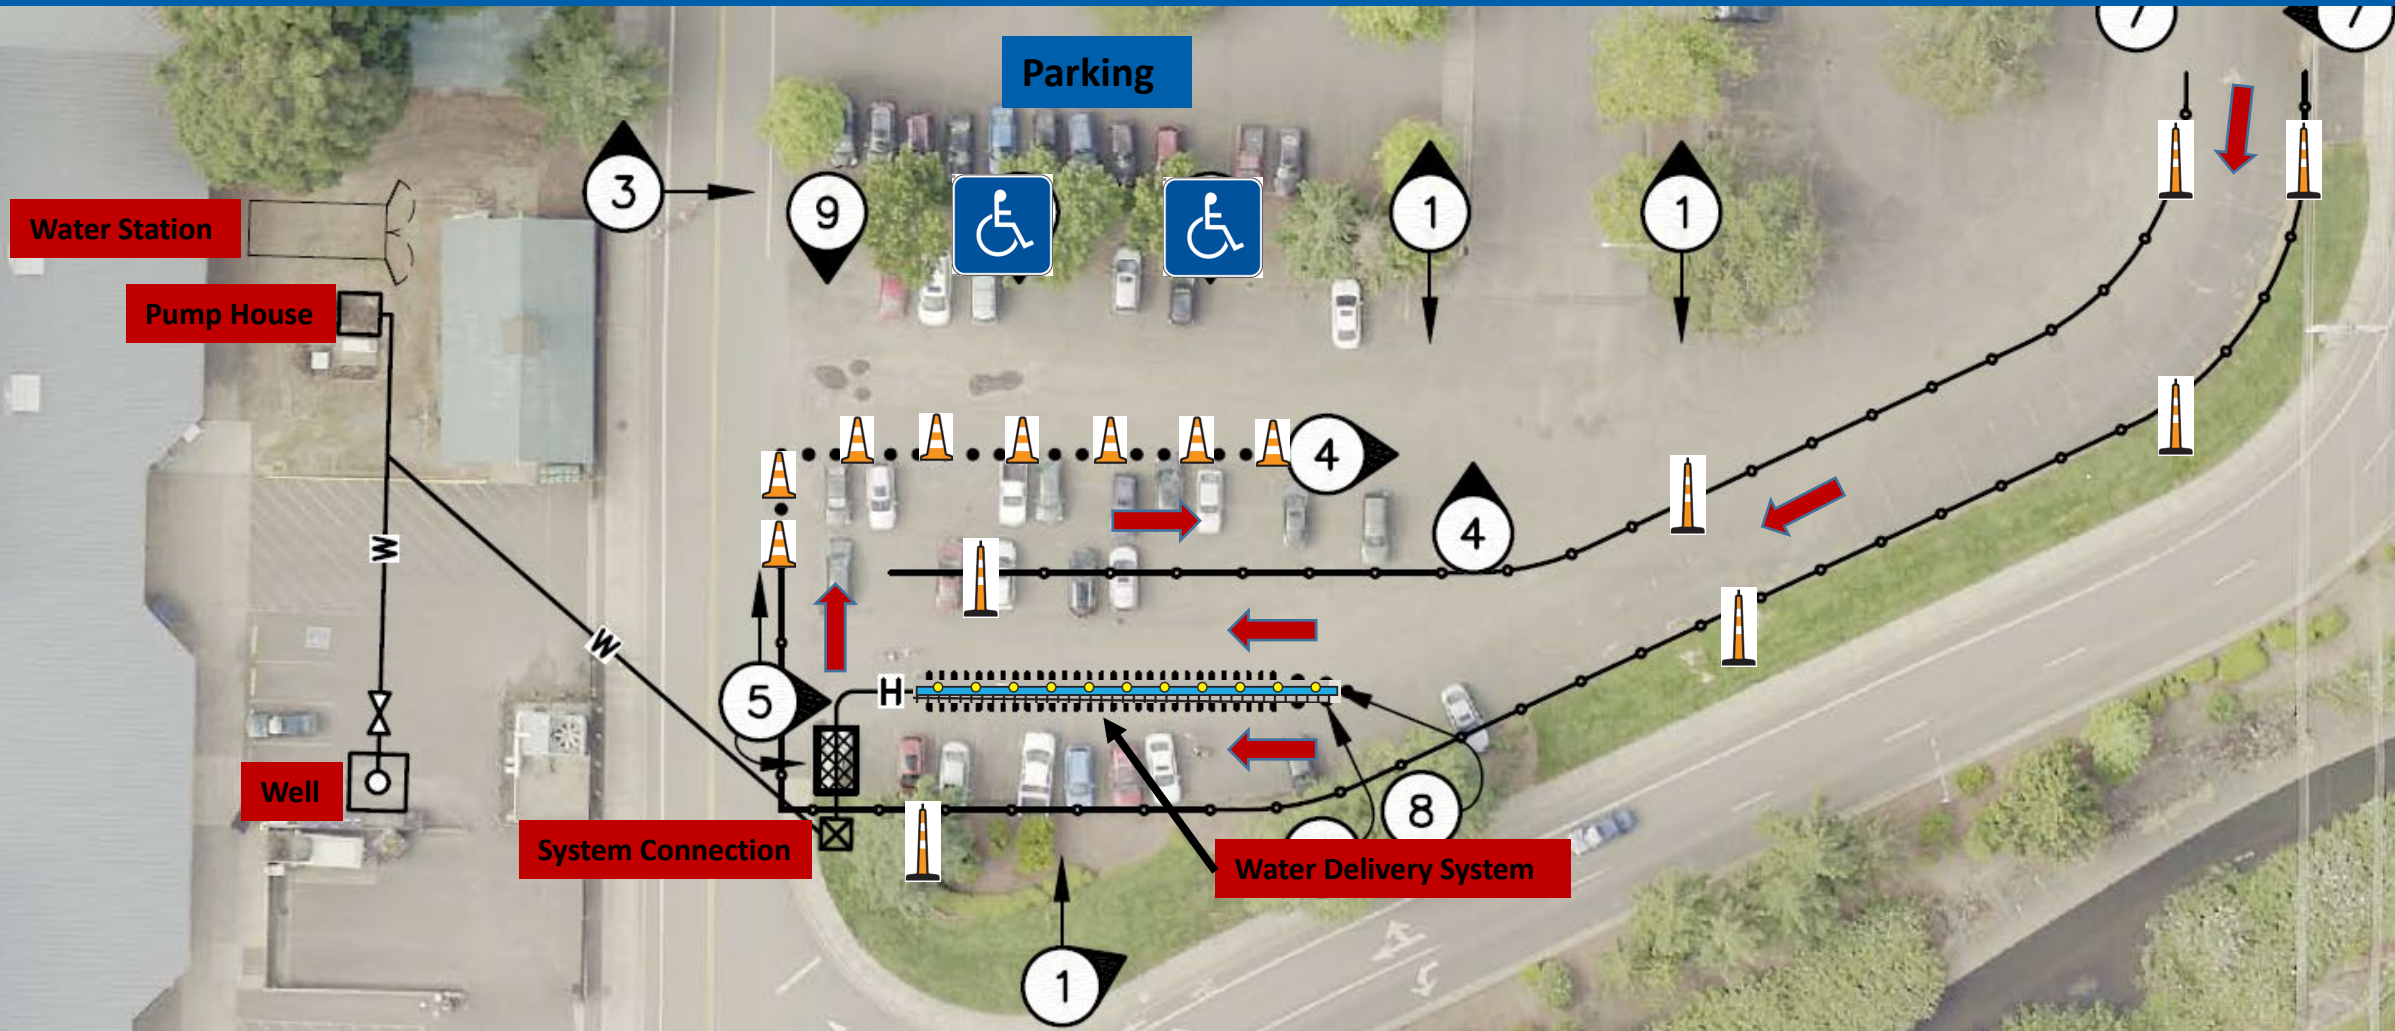 7
7
Parking
3
9
1
1
Water Station
Pump House
4
4
W
W
5
H
Well
8
System Connection
Water Delivery System
1